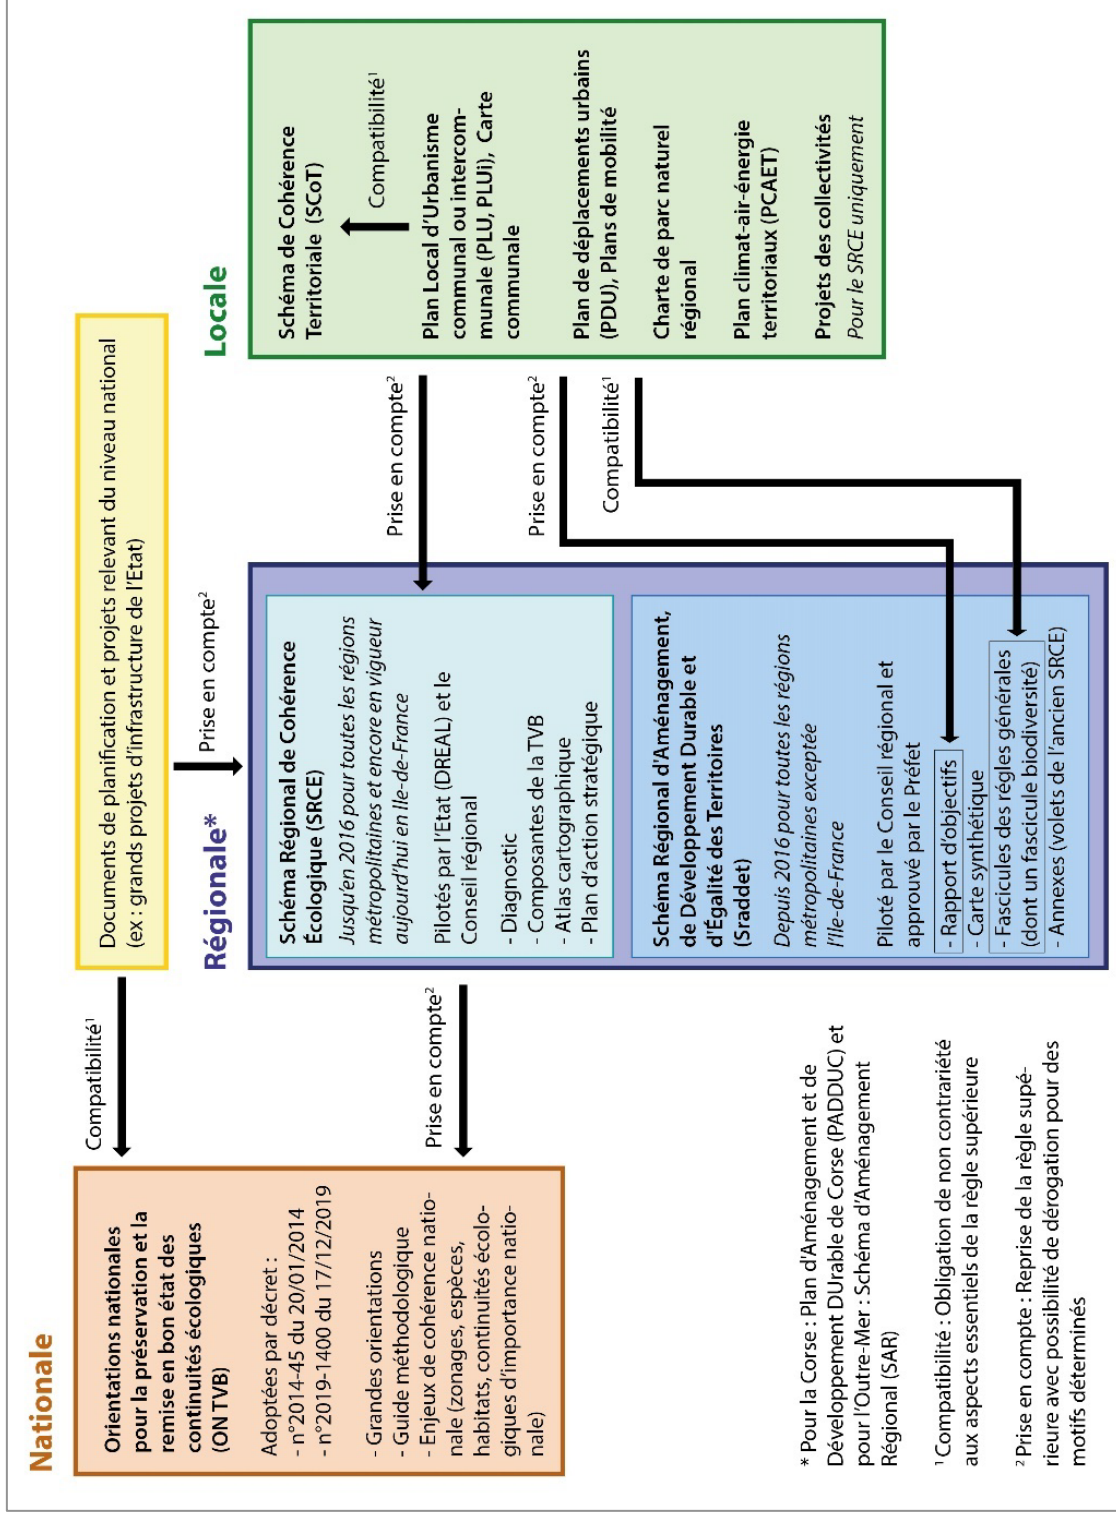 Nationale
Orientations nationales
pour la préservation et la
remise en bon état des
continuités écologiques
(ON TVB)
Adoptées par décret :
- n°2014-45 du 20/01/2014
- n°2019-1400 du 17/12/2019
- Grandes orientations
- Guide méthodologique
- Enjeux de cohérence natio-
nale (zonages, espèces,
habitats, continuités écolo-
giques d'importance natio-
nale)
Compatibilité¹
Prise en compte²
Documents de planification et projets relevant du niveau national
(ex : grands projets d'infrastructure de l'Etat)
Prise en compte²
Régionale*
Schéma Régional de Cohérence
Écologique (SRCE)
Jusqu'en 2016 pour toutes les régions
métropolitaines et encore en vigueur
aujourd'hui en Ile-de-France
Pilotés par l'Etat (DREAL) et le
Conseil régional
- Diagnostic
- Composantes de la TVB
- Atlas cartographique
- Plan d'action stratégique
Schéma Régional d'Aménagement,
de Développement Durable et
d'Égalité des Territoires
(Sraddet)
Depuis 2016 pour toutes les régions
métropolitaines exceptée
l'Ile-de-France
Piloté par le Conseil régional et
approuvé par le Préfet
- Rapport d'objectifs
- Carte synthétique
- Fascicules des règles générales
(dont un fascicule biodiversité)
- Annexes (volets de l'ancien SRCE)
Prise en compte²
Prise en compte²
Compatibilité¹
Locale
Schéma de Cohérence
Territoriale (SCoT)
Compatibilité¹
Plan Local d'Urbanisme
communal ou intercom-
munale (PLU, PLUi), Carte
communale
Plan de déplacements urbains
(PDU), Plans de mobilité
Charte de parc naturel
régional
Plan climat-air-énergie
territoriaux (PCAET)
Projets des collectivités
Pour le SRCE uniquement
* Pour la Corse : Plan d'Aménagement et de
Développement DUrable de Corse (PADDUC) et
pour l'Outre-Mer : Schéma d'Aménagement
Régional (SAR)
¹ Compatibilité : Obligation de non contrariété
aux aspects essentiels de la règle supérieure
² Prise en compte : Reprise de la règle supé-
rieure avec possibilité de dérogation pour des
motifs déterminés